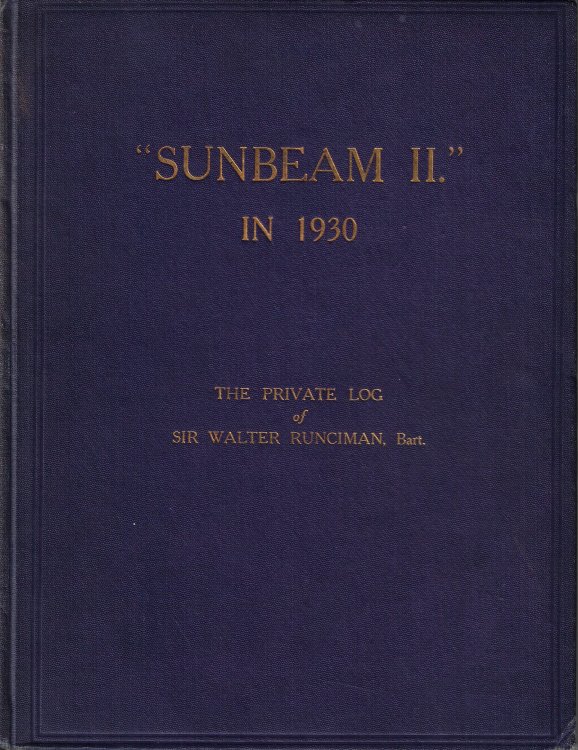 “SUNBEAM II.”
IN 1930
THE PRIVATE LOG
of
SIR WALTER RUNCIMAN, Bart.